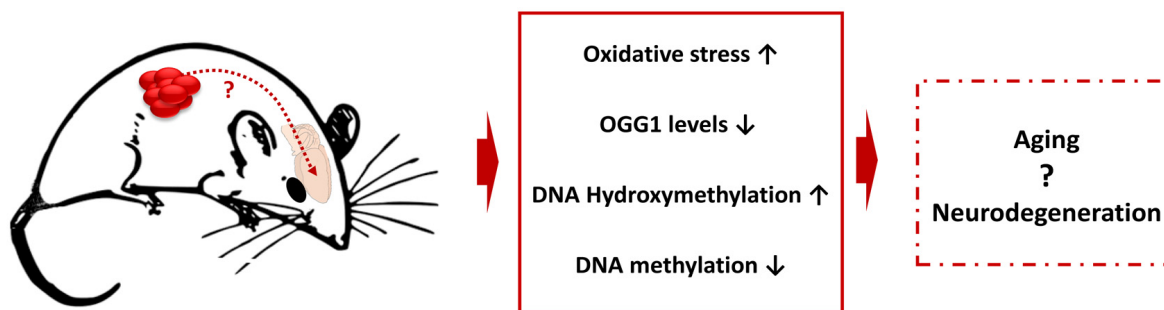 ?
Oxidative stress ↑
OGG1 levels ↓
DNA Hydroxymethylation ↑
DNA methylation ↓
Aging
?
Neurodegeneration